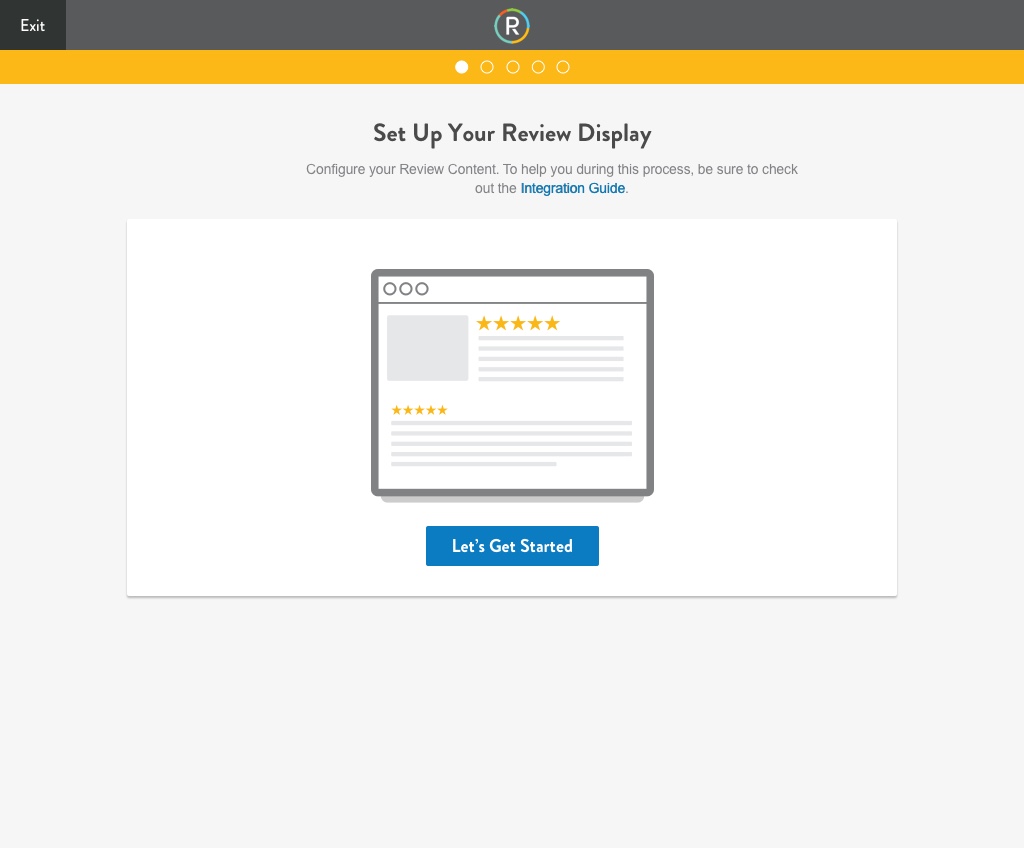 Exit
R
Set Up Your Review Display
Configure your Review Content. To help you during this process, be sure to check
out the Integration Guide.
Let's Get Started